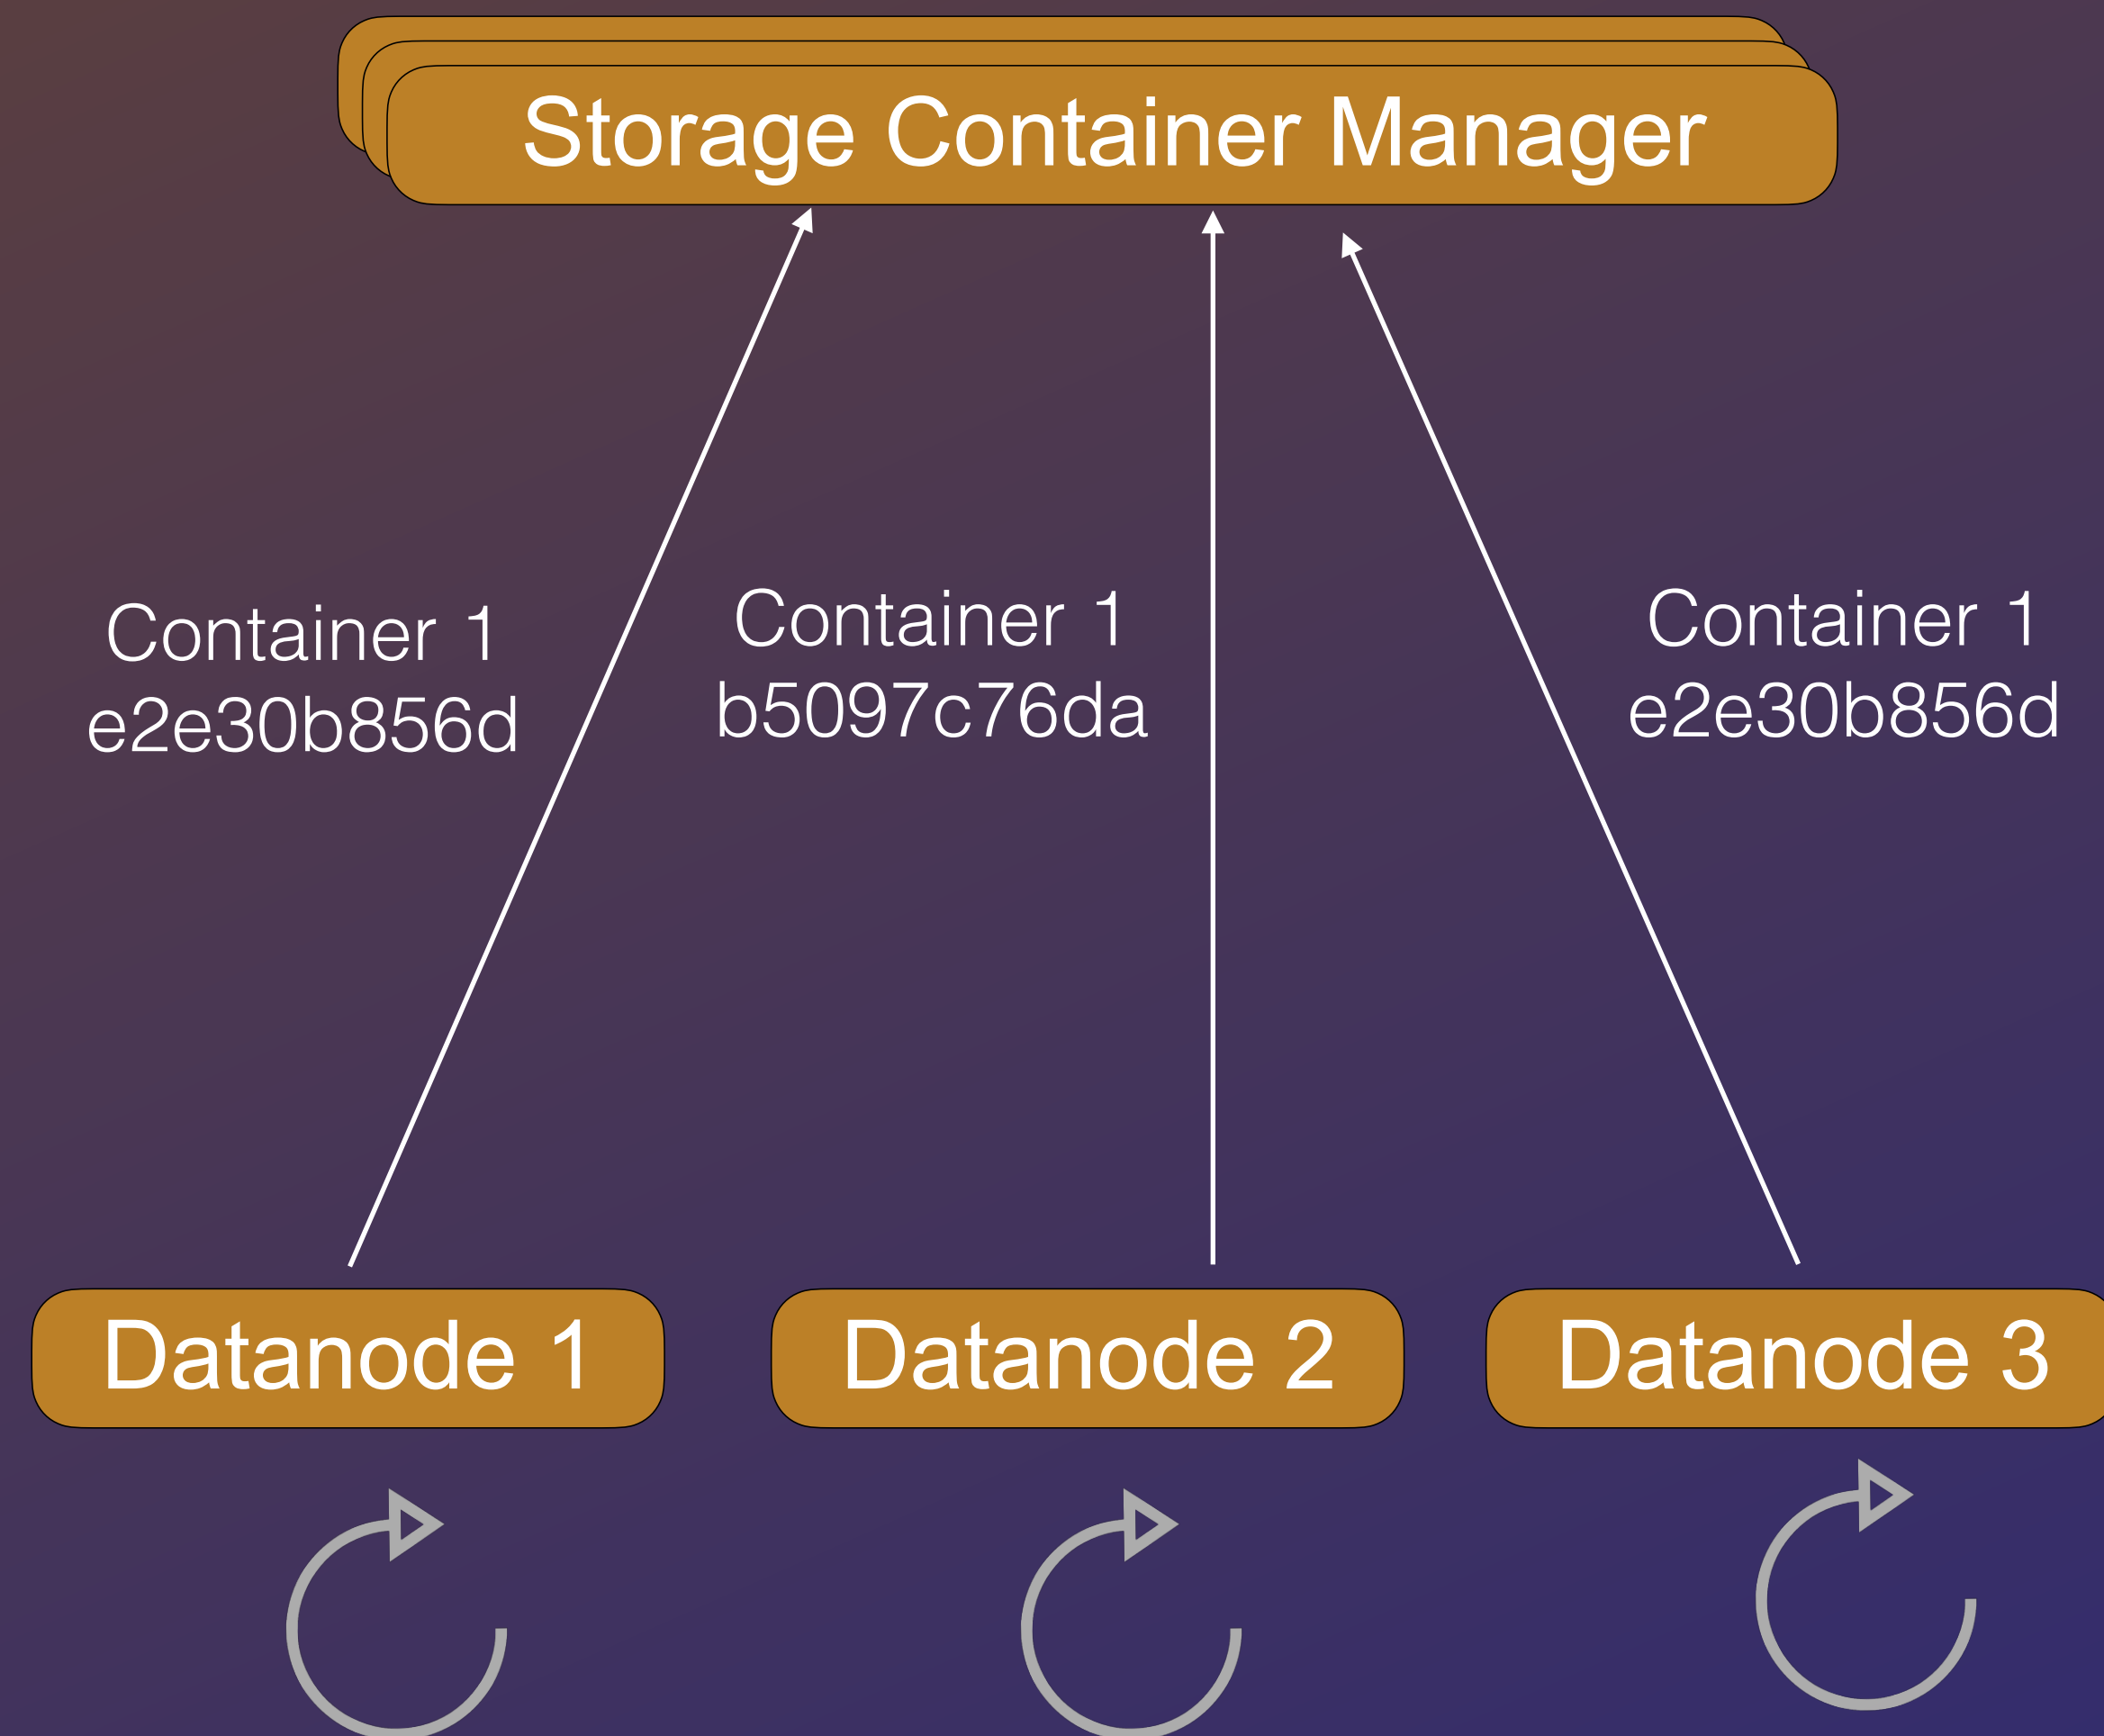 Storage Container Manager
Container 1
e2e30b856d
Container 1
b5097c76da
Container 1
e2e30b856d
Datanode 1
Datanode 2
Datanode 3